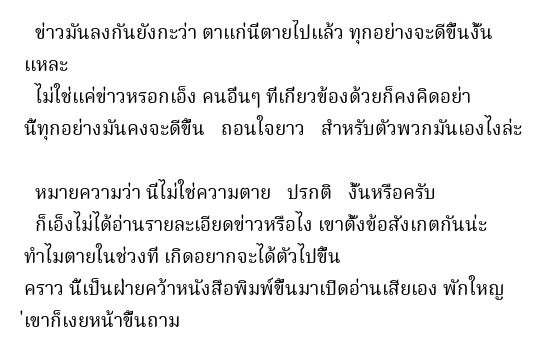 ข่าวมันลงกันยังกะว่า ตาแก่นี่ตายไปแล้ว ทุกอย่างจะดีขึ้นงั้น
แหละ
ไม่ใช่แค่ข่าวหรอกเอ็ง คนอื่นๆ ที่เกี่ยวข้องด้วยก็คงคิดอย่า
นี้ทุกอย่างมันคงจะดีขึ้น ถอนใจยาว สำหรับตัวพวกมันเองไงล่ะ
หมายความว่า นี่ไม่ใช่ความตาย ปรกติ งั้นหรือครับ
ก็เอ็งไม่ได้อ่านรายละเอียดข่าวหรือไง เขาตั้งข้อสังเกตกันน่ะ
ทำไมตายในช่วงที่ เกิดอยากจะได้ตัวไปขึ้น
คราว นี้เป็นฝ่ายคว้าหนังสือพิมพ์ขึ้นมาเปิดอ่านเสียเอง พักใหญ
่เขาก็เงยหน้าขึ้นถาม